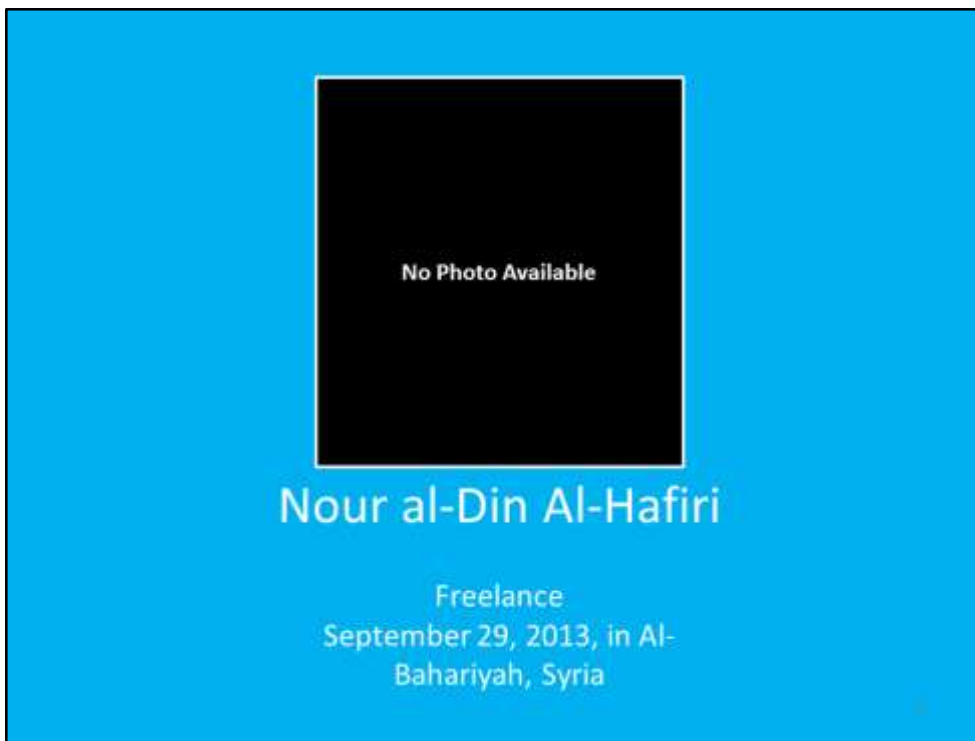 No Photo Available
Nour al-Din Al-Hafiri
Freelance
September 29, 2013, in Al-
Bahariyah, Syria